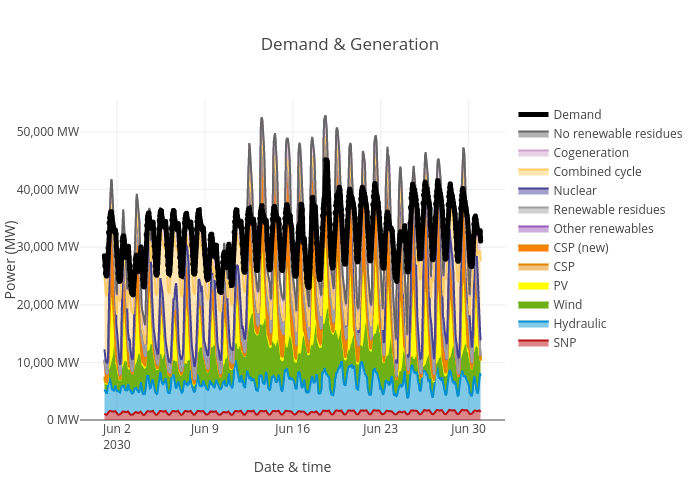 Demand & Generation
50,000 MW
40,000 MW
30,000 MW
20,000 MW
10,000 MW
0 MW
Power (MW)
Jun 2
2030
Jun 9
Jun 16
Jun 23
Jun 30
Date & time
Demand
No renewable residues
Cogeneration
Combined cycle
Nuclear
Renewable residues
Other renewables
CSP (new)
CSP
PV
Wind
Hydraulic
SNP